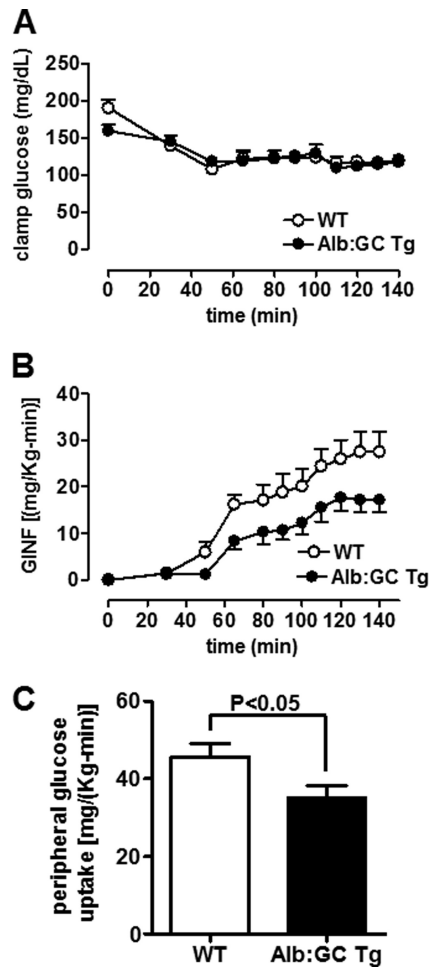 A
clamp glucose (mg/dL)
250
200
150
100
50
0
WT
Alb:GC Tg
0 20 40 60 80 100 120 140
time (min)
B
GINF [(mg/Kg-min)]
40
30
20
10
0
WT
Alb:GC Tg
0 20 40 60 80 100 120 140
time (min)
C
peripheral glucose
uptake [mg/(Kg-min)]
60
40
20
0
P<0.05
WT Alb:GC Tg